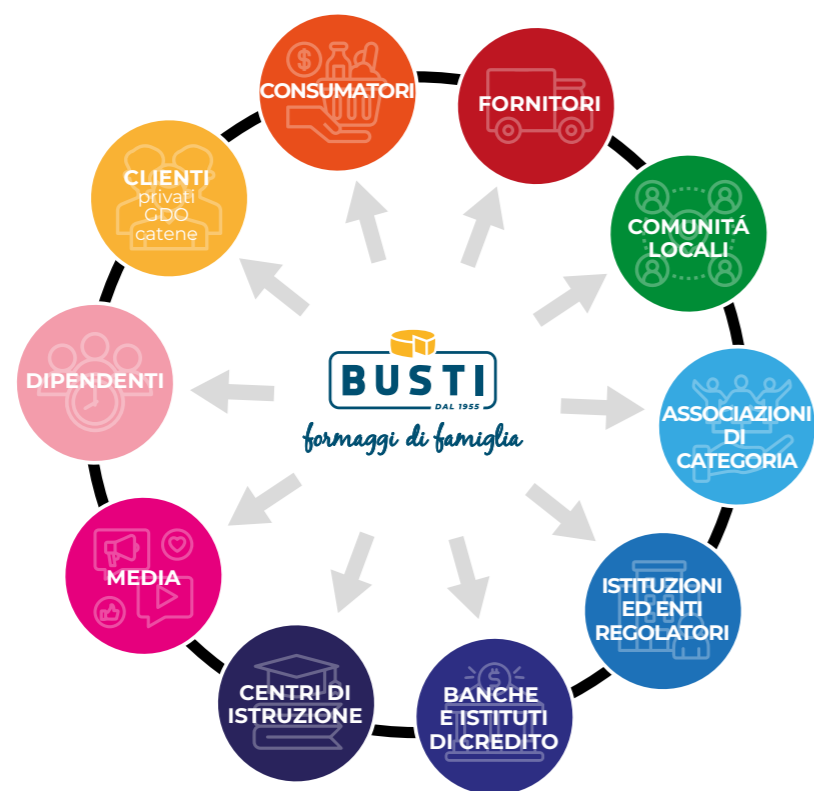 CONSUMATORI
FORNITORI
COMUNITÁ
LOCALI
ASSOCIAZIONI
DI
CATEGORIA
ISTITUZIONI
ED ENTI
REGOLATORI
BANCHE
E ISTITUTI
DI CREDITO
CENTRI DI
ISTRUZIONE
MEDIA
DIPENDENTI
CLIENTI
privati
GDO
catene
BUSTI
DAL 1955
formaggi di famiglia